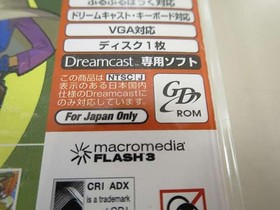 ぷるぷるぱっく対応
ドリームキャスト・キーボード対応
VGA対応
ディスク1枚
Dreamcast 専用ソフト
この商品は NTSC J
表示のある日本国内
仕様のDreamcastに
のみ対応しています。
For Japan Only
GD
ROM
macromedia
FLASH3
CRI ADX
is a trademark